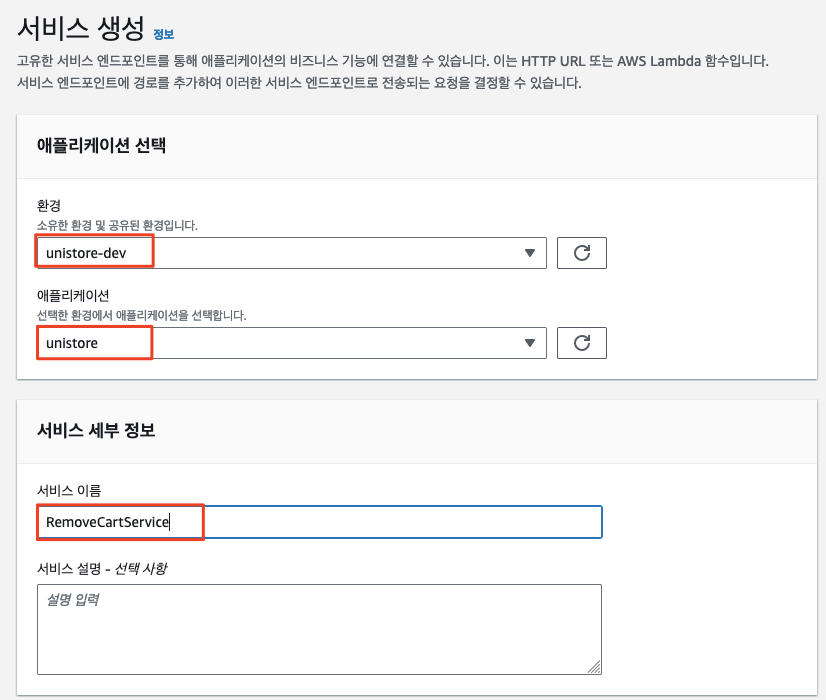 서비스 생성 정보
고유한 서비스 엔드포인트를 통해 애플리케이션의 비즈니스 기능에 연결할 수 있습니다. 이는 HTTP URL 또는 AWS Lambda 함수입니다.
서비스 엔드포인트에 경로를 추가하여 이러한 서비스 엔드포인트로 전송되는 요청을 결정할 수 있습니다.
애플리케이션 선택
환경
소유한 환경 및 공유된 환경입니다.
unistore-dev
애플리케이션
선택한 환경에서 애플리케이션을 선택합니다.
unistore
서비스 세부 정보
서비스 이름
RemoveCartService
서비스 설명 - 선택 사항
설명 입력